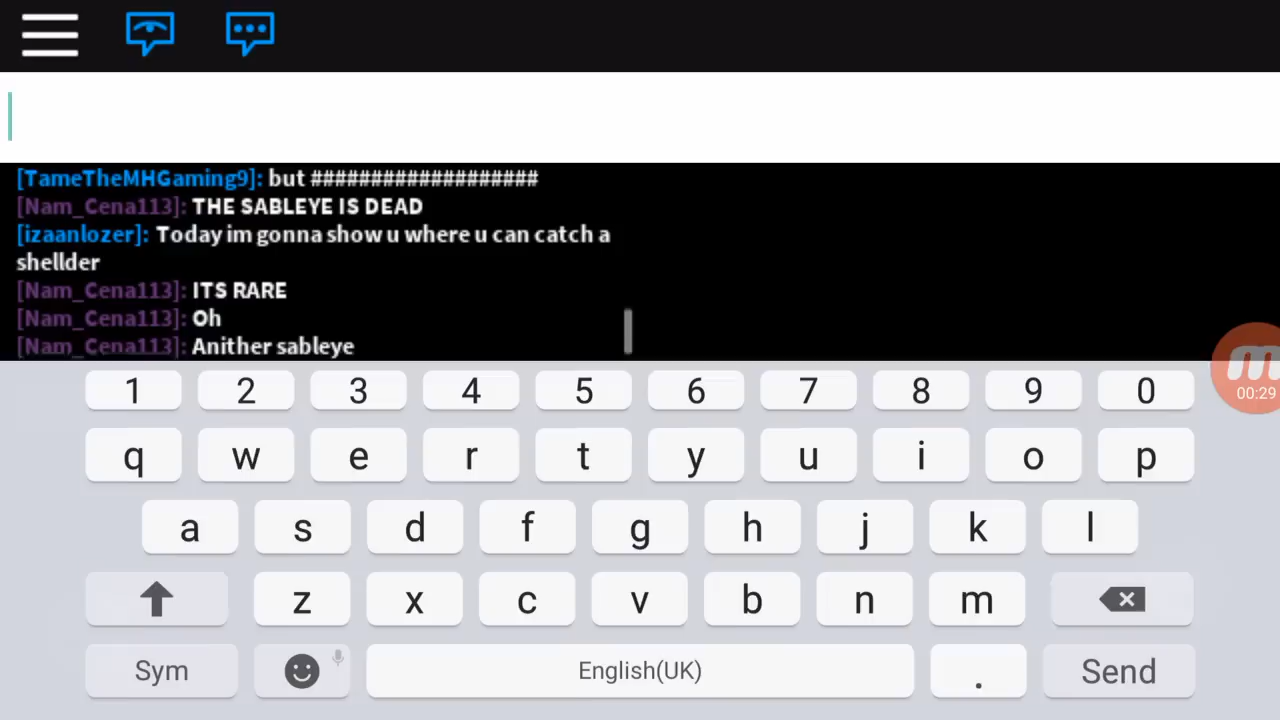 [TameTheMHGaming9]: but ###################
[Nam_Cena113]: THE SABLEYE IS DEAD
[izaanlozer]: Today im gonna show u where u can catch a
shellder
[Nam_Cena113]: ITS RARE
[Nam_Cena113]: Oh
[Nam_Cena113]: Anither sableye
00:29
1 2 3 4 5 6 7 8 9 0
q w e r t y u i o p
a s d f g h j k l
z x c v b n m
Sym English(UK) . Send